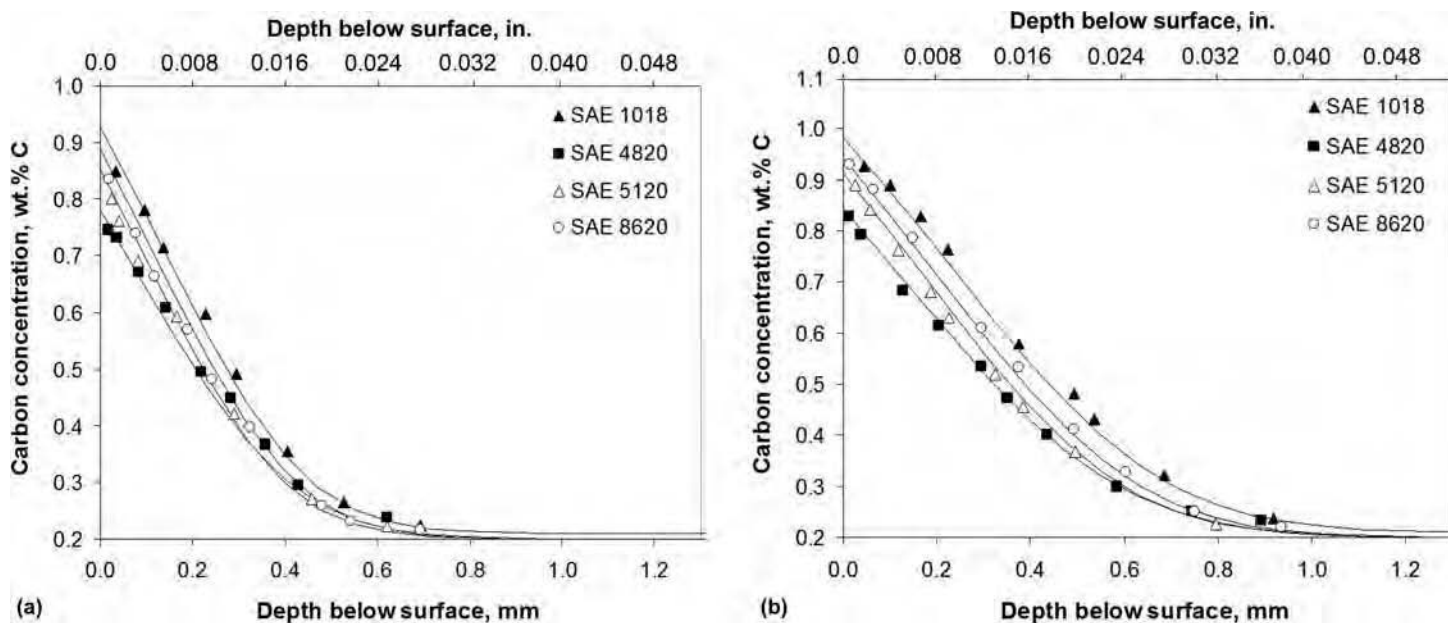 Depth below surface, in.
0.0 0.008 0.016 0.024 0.032 0.040 0.048
1.0
0.9
0.8
0.7
0.6
0.5
0.4
0.3
0.2
Carbon concentration, wt.% C
▲ SAE 1018
■ SAE 4820
△ SAE 5120
○ SAE 8620
0.0 0.2 0.4 0.6 0.8 1.0 1.2
(a) Depth below surface, mm
Depth below surface, in.
0.0 0.008 0.016 0.024 0.032 0.040 0.048
1.1
1.0
0.9
0.8
0.7
0.6
0.5
0.4
0.3
0.2
Carbon concentration, wt.% C
▲ SAE 1018
■ SAE 4820
△ SAE 5120
○ SAE 8620
0.0 0.2 0.4 0.6 0.8 1.0 1.2
(b) Depth below surface, mm